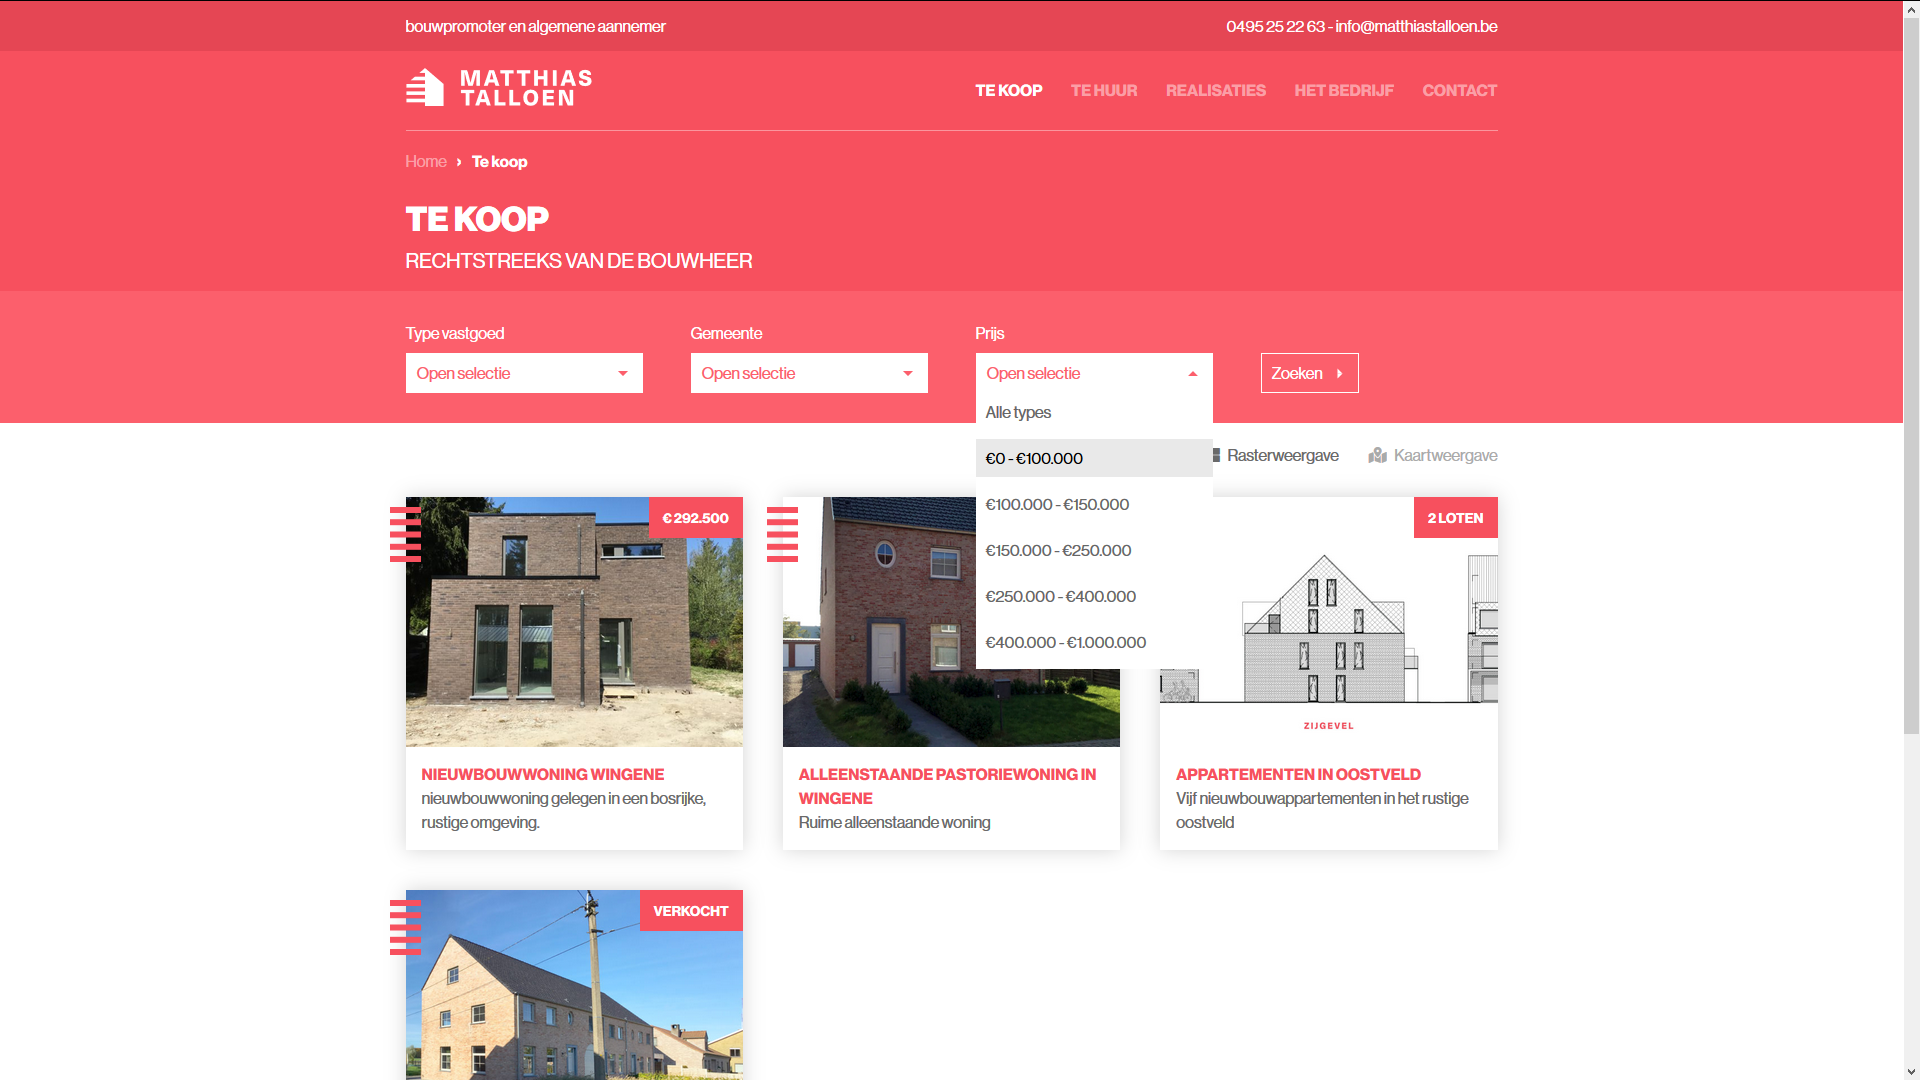 bouwpromoter en algemene aannemer
0495 25 22 63 - info@matthiastalloen.be
MATTHIAS
TALLOEN
TE KOOP
TE HUUR
REALISATIES
HET BEDRIJF
CONTACT
Home › Te koop
TE KOOP
RECHTSTREEKS VAN DE BOUWHEER
Type vastgoed
Gemeente
Prijs
Open selectie
Open selectie
Open selectie
Zoeken
Alle types
€0 - €100.000
€100.000 - €150.000
€150.000 - €250.000
€250.000 - €400.000
€400.000 - €1.000.000
Rasterweergave
Kaartweergave
€ 292.500
2 LOTEN
ZIJGEVEL
NIEUWBOUWWONING WINGENE
nieuwbouwwoning gelegen in een bosrijke,
rustige omgeving.
ALLEENSTAANDE PASTORIEWONING IN
WINGENE
Ruime alleenstaande woning
APPARTEMENTEN IN OOSTVELD
Vijf nieuwbouwappartementen in het rustige
oostveld
VERKOCHT